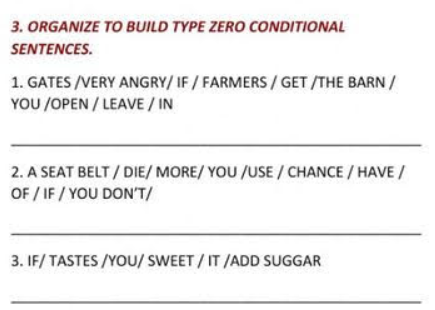 3. ORGANIZE TO BUILD TYPE ZERO CONDITIONAL
SENTENCES.
1. GATES /VERY ANGRY/ IF / FARMERS / GET /THE BARN /
YOU /OPEN / LEAVE / IN
2. A SEAT BELT / DIE/ MORE/ YOU /USE / CHANCE / HAVE /
OF / IF / YOU DON'T/
3. IF/ TASTES /YOU/ SWEET / IT /ADD SUGGAR